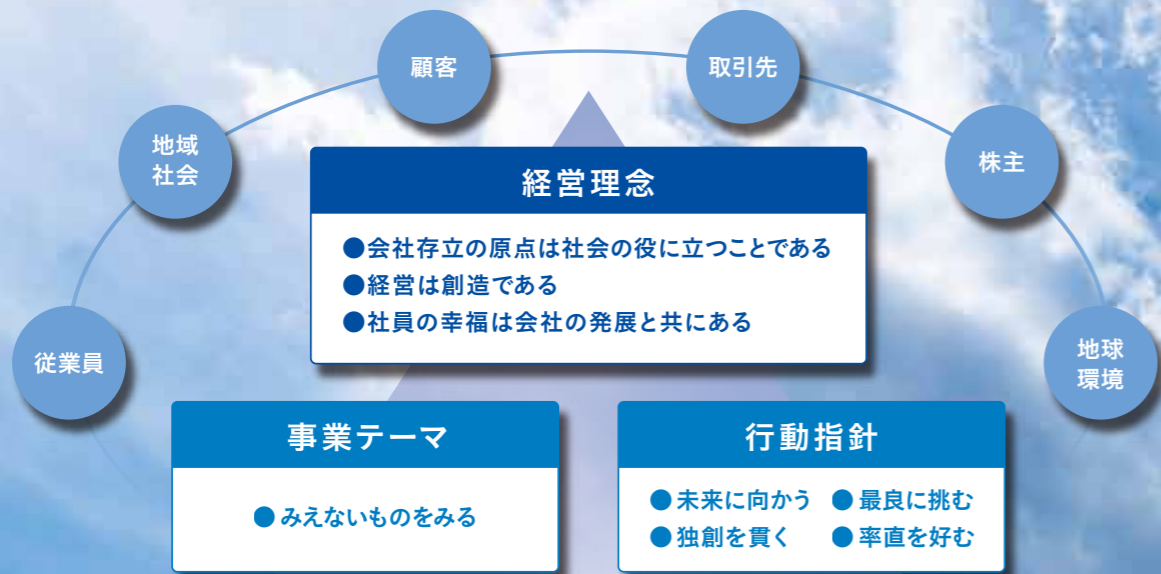 顧客
取引先
地域
社会
株主
従業員
地球
環境
経営理念
●会社存立の原点は社会の役に立つことである
●経営は創造である
●社員の幸福は会社の発展と共にある
事業テーマ
●みえないものをみる
行動指針
●未来に向かう ●最良に挑む
●独創を貫く ●率直を好む